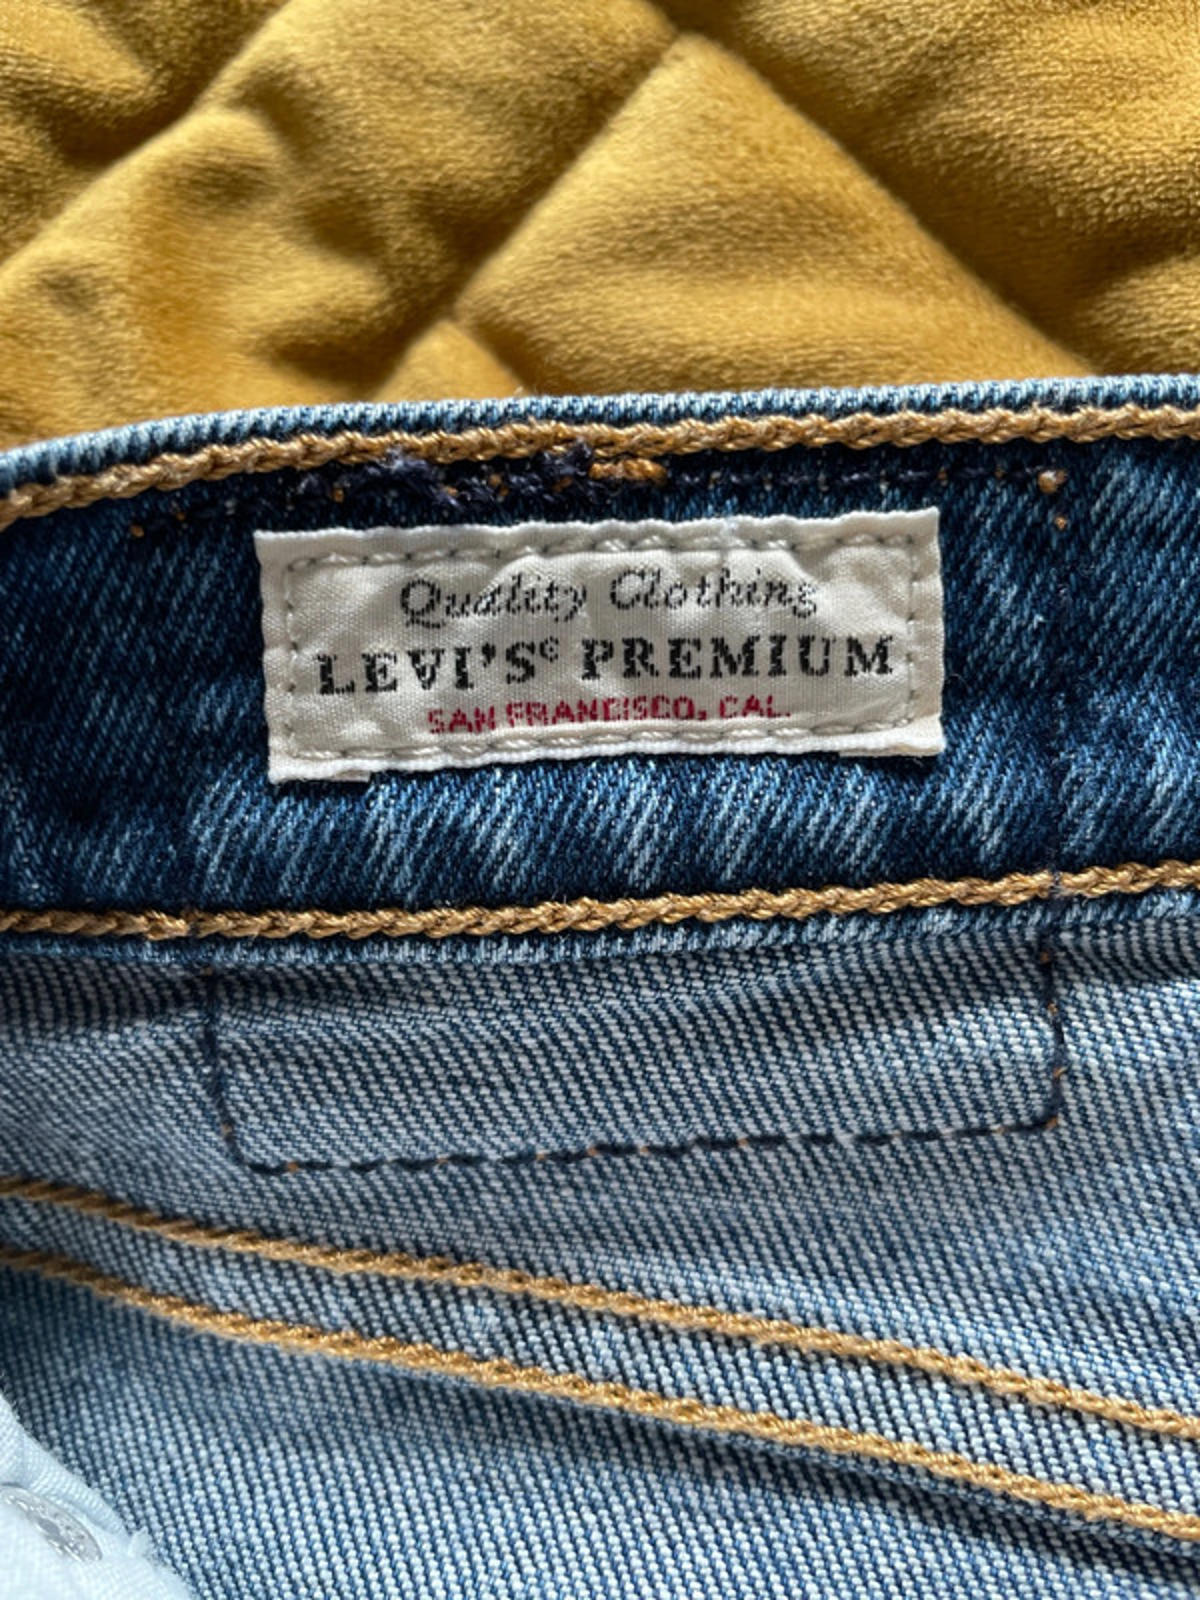 Quality Clothing
LEVI'S® PREMIUM
SAN FRANCISCO, CAL.